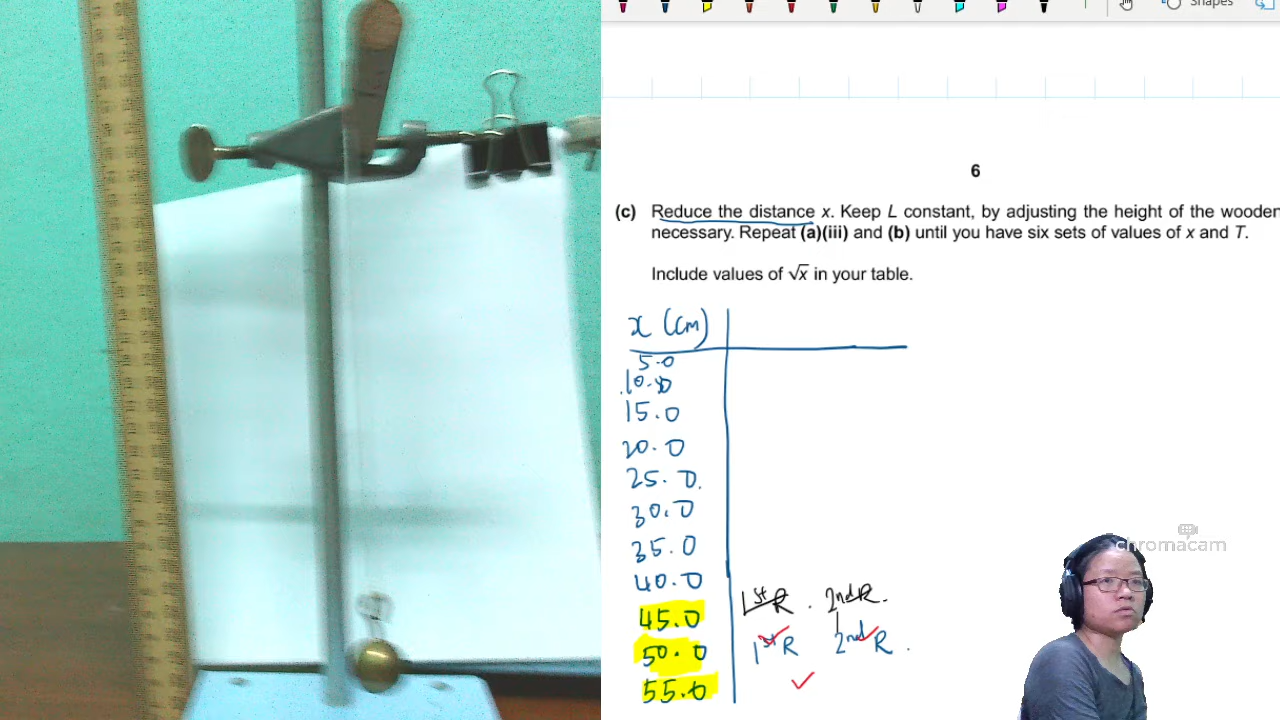 Shapes
6
(c) Reduce the distance x. Keep L constant, by adjusting the height of the wooden
necessary. Repeat (a)(iii) and (b) until you have six sets of values of x and T.
Include values of √x in your table.
x (cm)
5.0
10.0
15.0
20.0
25.0
30.0
35.0
40.0
45.0 1st R . 2nd R.
50.0 1st R 2nd R .
55.0 ✓
chromacam